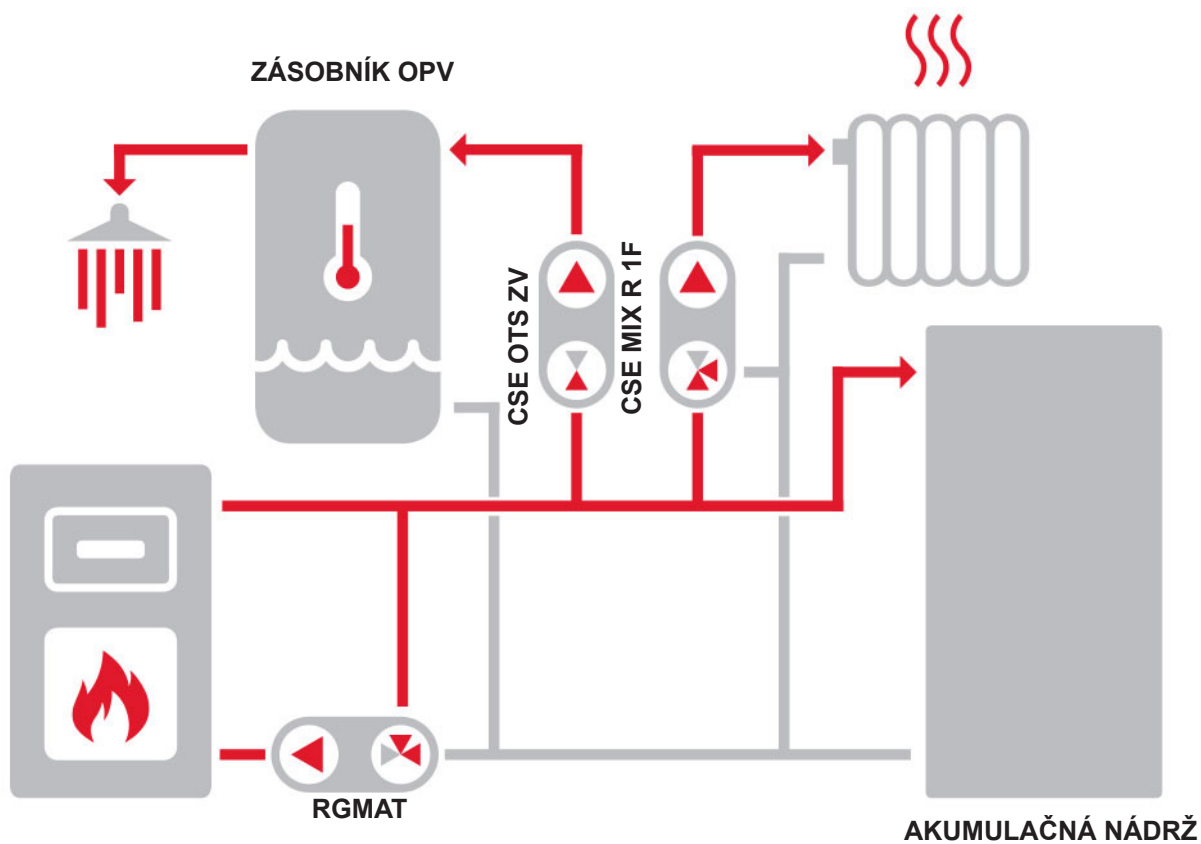 ZÁSOBNÍK OPV
CSE OTS ZV
CSE MIX R 1F
RGMAT
AKUMULAČNÁ NÁDRŽ